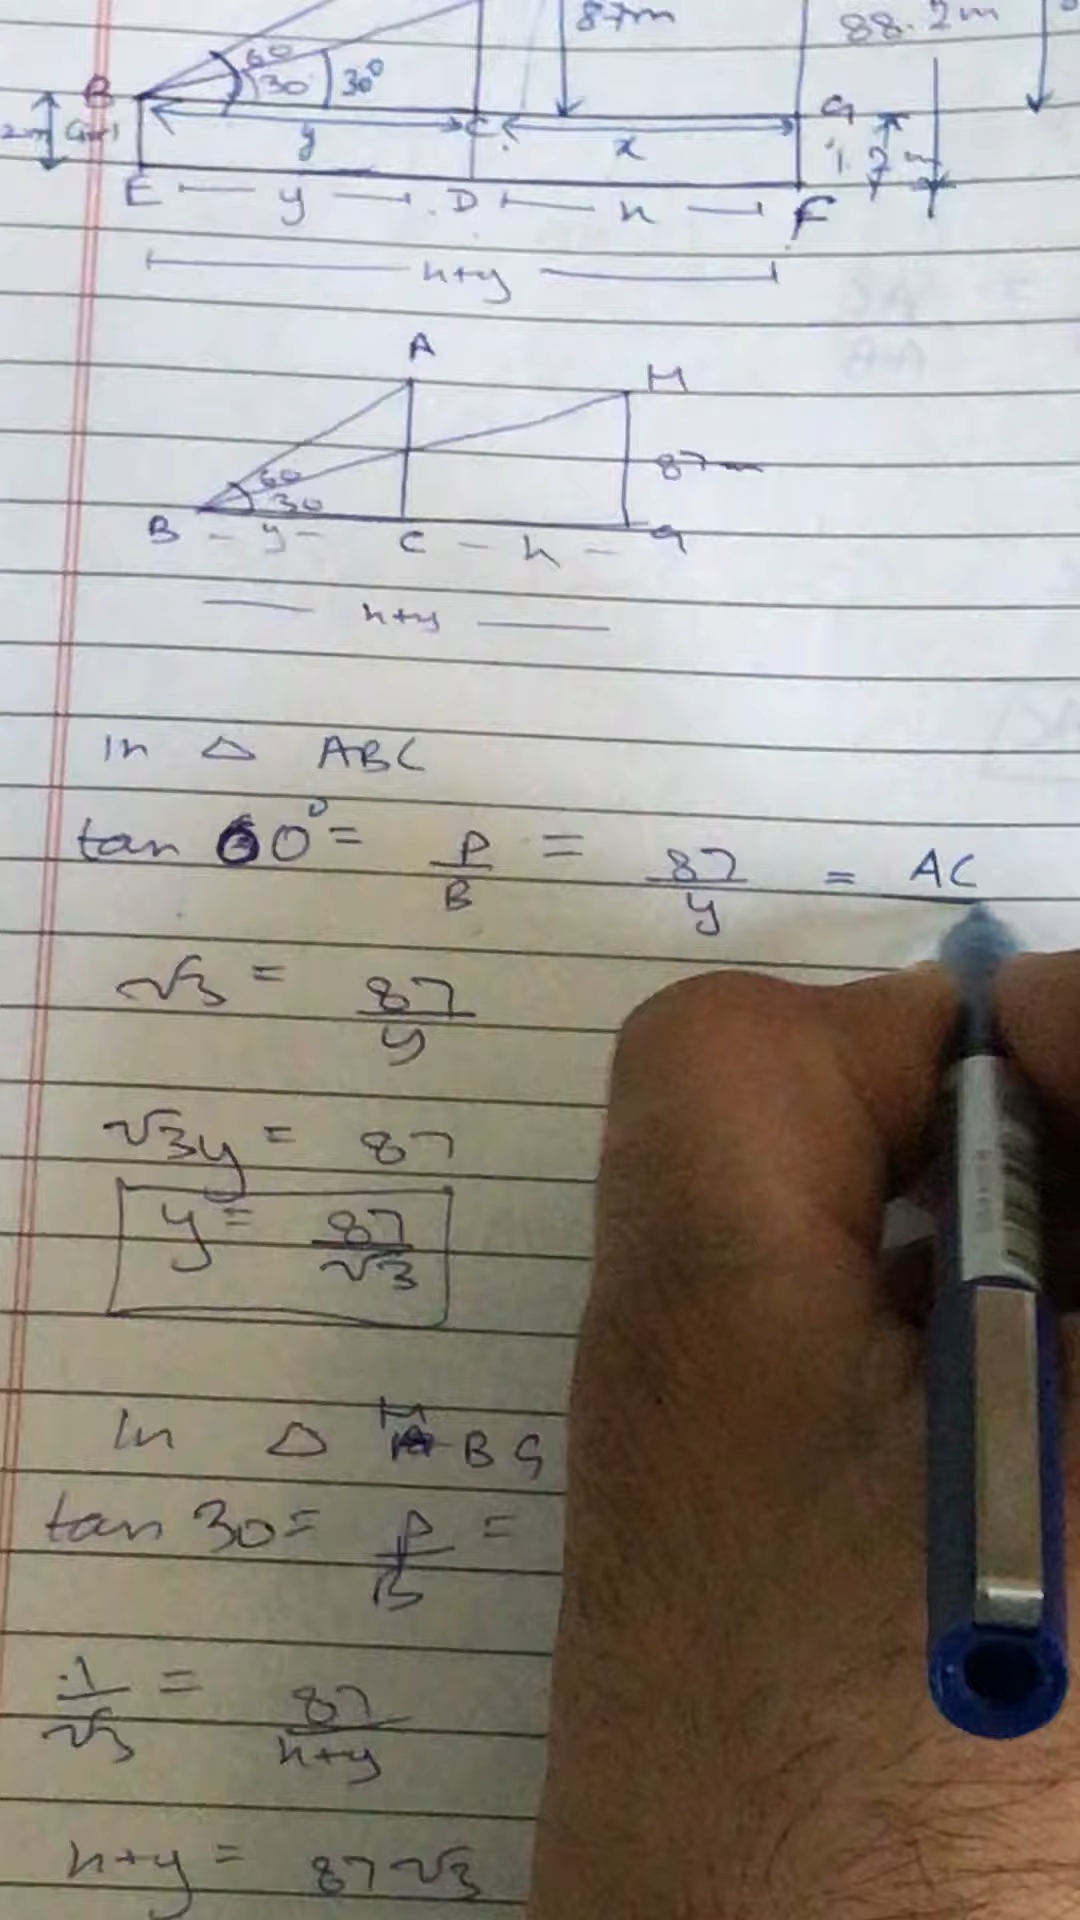 87m 88.2m
60
30 30°
B
2m y C x G
1.2m
E y D x F
x+y
A
H
60 87m
30
B y C x G
x+y
In △ ABC
tan 60° = P/B = 87/y = AC
√3 = 87/y
√3y = 87
y = 87/√3
In △ HBG
tan 30 = P/B =
1/√3 = 87/x+y
x+y = 87√3